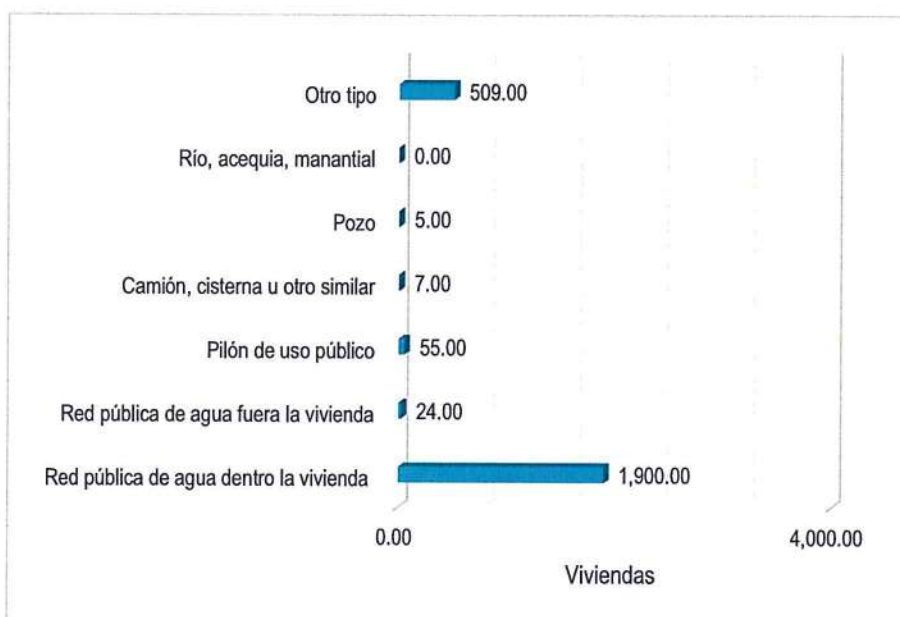 Otro tipo 509.00
Río, acequia, manantial 0.00
Pozo 5.00
Camión, cisterna u otro similar 7.00
Pilón de uso público 55.00
Red pública de agua fuera la vivienda 24.00
Red pública de agua dentro la vivienda 1,900.00
0.00 4,000.00
Viviendas